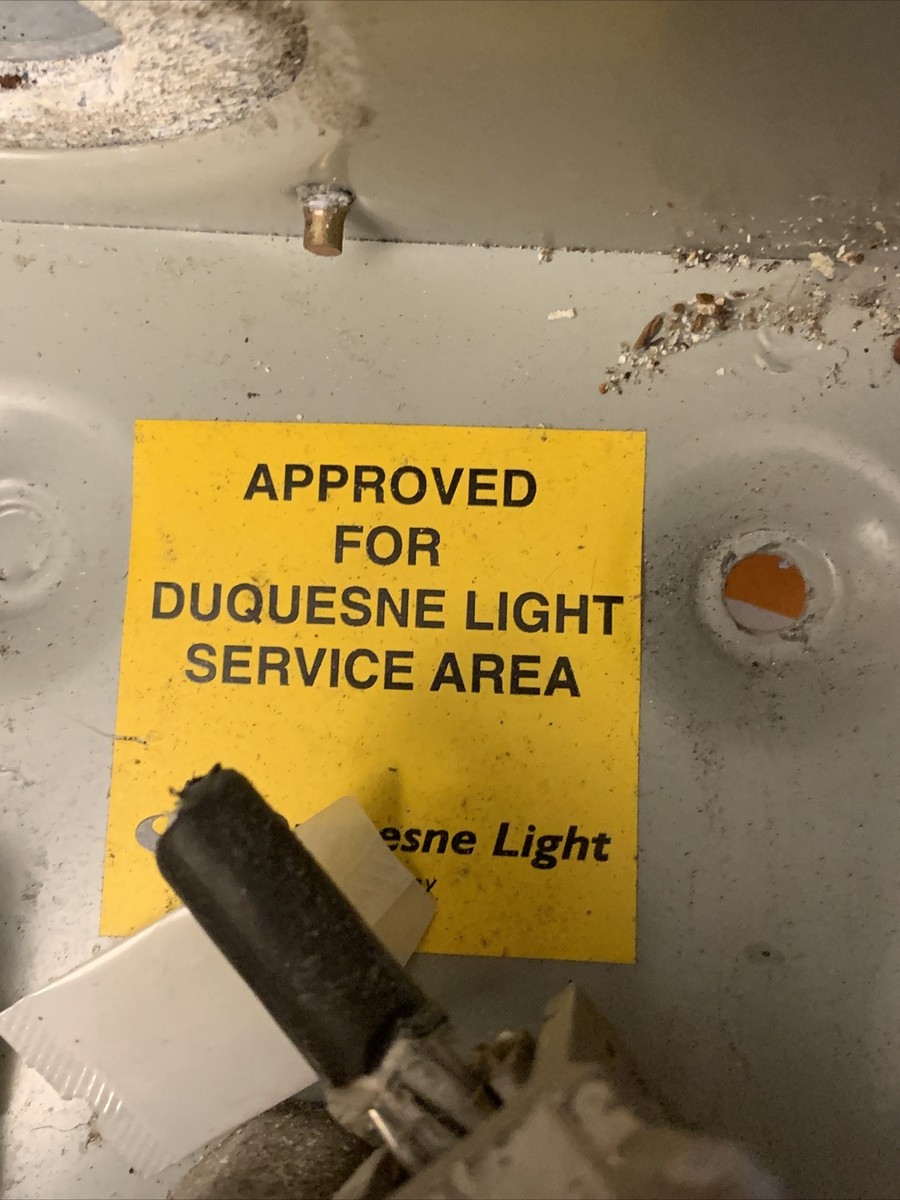 APPROVED
FOR
DUQUESNE LIGHT
SERVICE AREA
esne Light